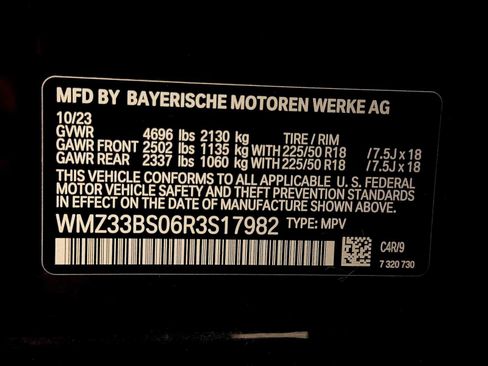 MFD BY BAYERISCHE MOTOREN WERKE AG
10/23
GVWR 4696 lbs 2130 kg TIRE / RIM
GAWR FRONT 2502 lbs 1135 kg WITH 225/50 R18 /7.5J x 18
GAWR REAR 2337 lbs 1060 kg WITH 225/50 R18 /7.5J x 18
THIS VEHICLE CONFORMS TO ALL APPLICABLE U. S. FEDERAL
MOTOR VEHICLE SAFETY AND THEFT PREVENTION STANDARDS
IN EFFECT ON THE DATE OF MANUFACTURE SHOWN ABOVE.
WMZ33BS06R3S17982 TYPE: MPV
C4R/9
7 320 730